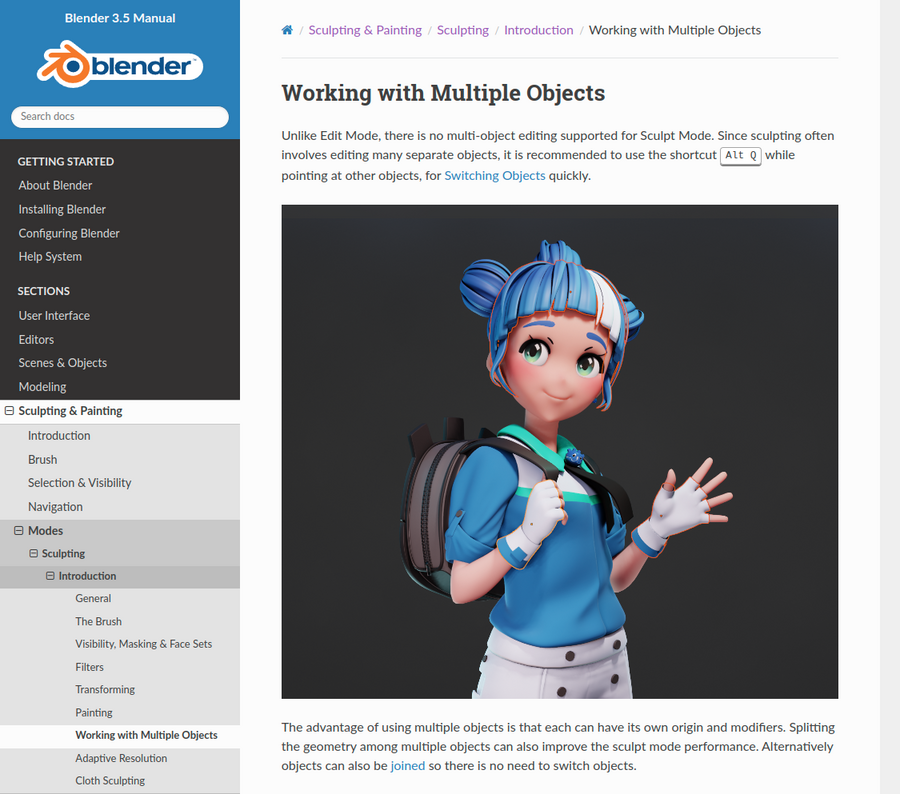 Blender 3.5 Manual
blender™
Search docs
GETTING STARTED
About Blender
Installing Blender
Configuring Blender
Help System
SECTIONS
User Interface
Editors
Scenes & Objects
Modeling
Sculpting & Painting
Introduction
Brush
Selection & Visibility
Navigation
Modes
Sculpting
Introduction
General
The Brush
Visibility, Masking & Face Sets
Filters
Transforming
Painting
Working with Multiple Objects
Adaptive Resolution
Cloth Sculpting
/ Sculpting & Painting / Sculpting / Introduction / Working with Multiple Objects
Working with Multiple Objects
Unlike Edit Mode, there is no multi-object editing supported for Sculpt Mode. Since sculpting often
involves editing many separate objects, it is recommended to use the shortcut Alt Q while
pointing at other objects, for Switching Objects quickly.
The advantage of using multiple objects is that each can have its own origin and modifiers. Splitting
the geometry among multiple objects can also improve the sculpt mode performance. Alternatively
objects can also be joined so there is no need to switch objects.